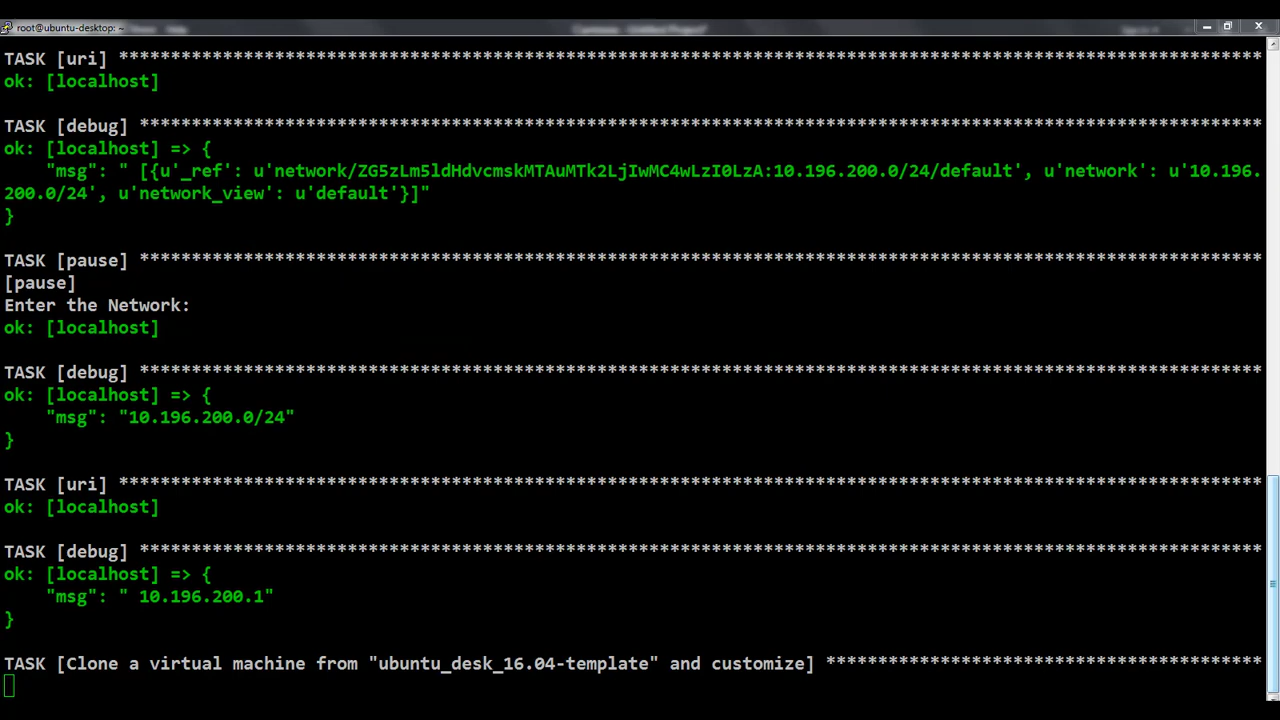 root@ubuntu-desktop: ~
TASK [uri] *************************************************************************************************************
ok: [localhost]
TASK [debug] ***********************************************************************************************************
ok: [localhost] => {
"msg": " [{u'_ref': u'network/ZG5zLm5ldHdvcmskMTAuMTk2LjIwMC4wLzI0LzA:10.196.200.0/24/default', u'network': u'10.196.
200.0/24', u'network_view': u'default'}]"
}
TASK [pause] ***********************************************************************************************************
[pause]
Enter the Network:
ok: [localhost]
TASK [debug] ***********************************************************************************************************
ok: [localhost] => {
"msg": "10.196.200.0/24"
}
TASK [uri] *************************************************************************************************************
ok: [localhost]
TASK [debug] ***********************************************************************************************************
ok: [localhost] => {
"msg": " 10.196.200.1"
}
TASK [Clone a virtual machine from "ubuntu_desk_16.04-template" and customize] ******************************************